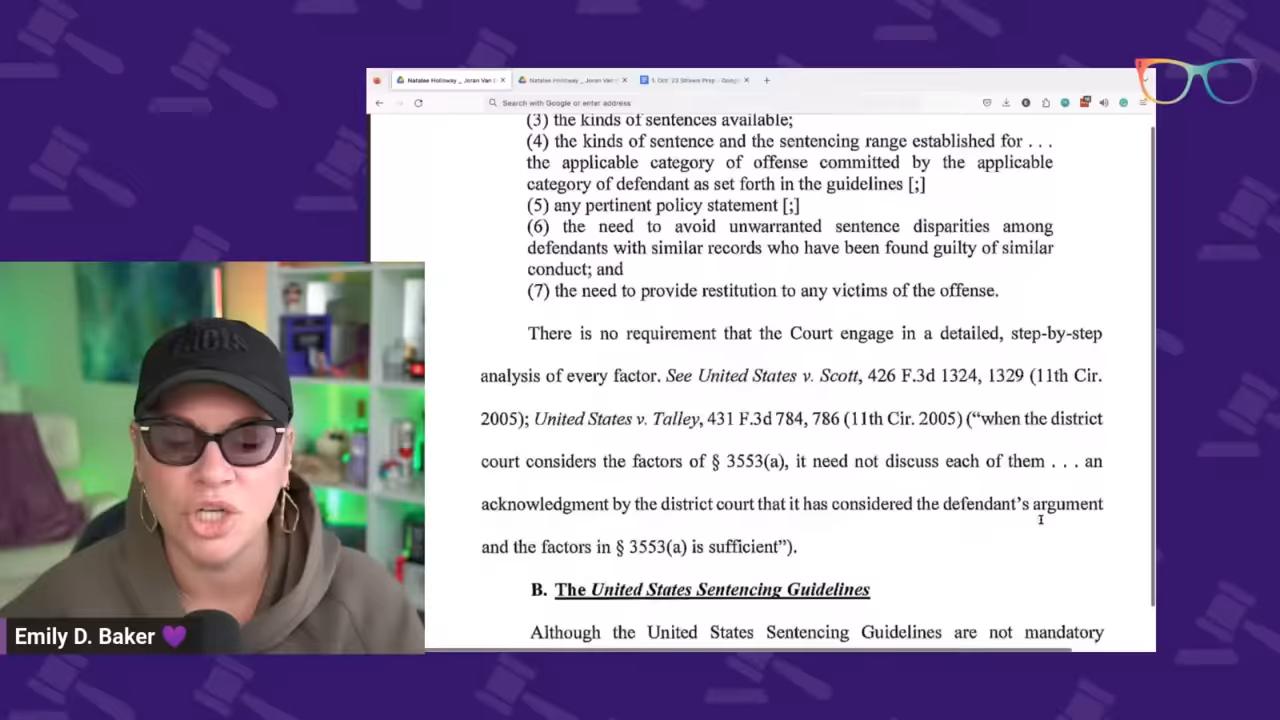 Natalee Holloway _ Joran Van
Natalee Holloway _ Joran Van
Search with Google or enter address
(3) the kinds of sentences available;
(4) the kinds of sentence and the sentencing range established for . . .
the applicable category of offense committed by the applicable
category of defendant as set forth in the guidelines [;]
(5) any pertinent policy statement [;]
(6) the need to avoid unwarranted sentence disparities among
defendants with similar records who have been found guilty of similar
conduct; and
(7) the need to provide restitution to any victims of the offense.
There is no requirement that the Court engage in a detailed, step-by-step
analysis of every factor. See United States v. Scott, 426 F.3d 1324, 1329 (11th Cir.
2005); United States v. Talley, 431 F.3d 784, 786 (11th Cir. 2005) (“when the district
court considers the factors of § 3553(a), it need not discuss each of them . . . an
acknowledgment by the district court that it has considered the defendant’s argument
and the factors in § 3553(a) is sufficient”).
B. The United States Sentencing Guidelines
Although the United States Sentencing Guidelines are not mandatory
Emily D. Baker 💜